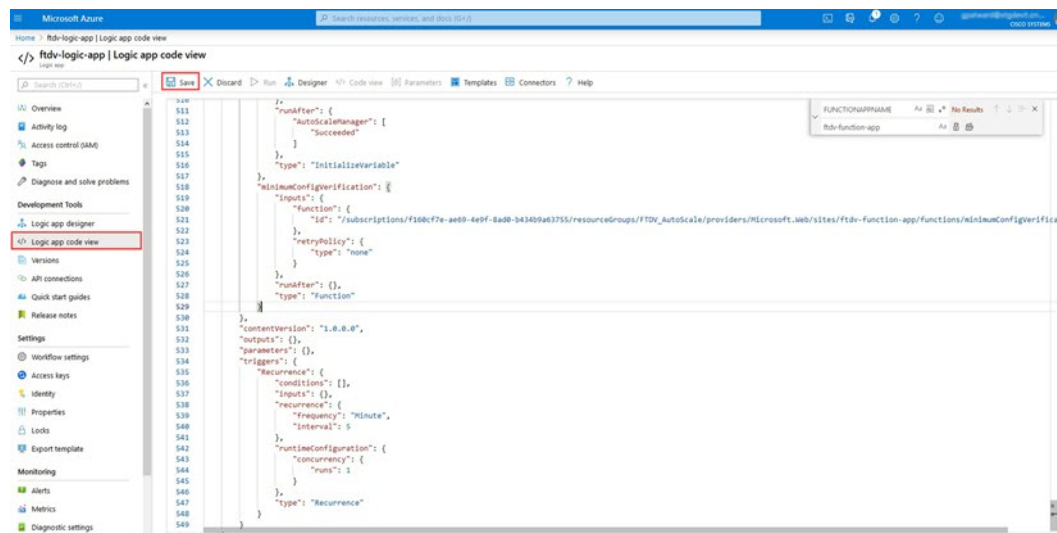 Microsoft Azure
Search resources, services, and docs (G+/)
CISCO SYSTEMS
Home > ftdv-logic-app | Logic app code view
</> ftdv-logic-app | Logic app code view
Logic app
Search (Ctrl+/)
Save Discard Run Designer </> Code view [@] Parameters Templates Connectors ? Help
Overview
Activity log
Access control (IAM)
Tags
Diagnose and solve problems
Development Tools
Logic app designer
</> Logic app code view
Versions
API connections
Quick start guides
Release notes
Settings
Workflow settings
Access keys
Identity
Properties
Locks
Export template
Monitoring
Alerts
Metrics
Diagnostic settings
FUNCTIONAPPNAME Aa No Results
ftdv-function-app
510 },
511 "runAfter": {
512 "AutoScaleManager": [
513 "Succeeded"
514 ]
515 },
516 "type": "InitializeVariable"
517 },
518 "minimumConfigVerification": {
519 "inputs": {
520 "function": {
521 "id": "/subscriptions/f160cf7e-ae69-4e9f-8ad0-b434b9a63755/resourceGroups/FTDV_AutoScale/providers/Microsoft.Web/sites/ftdv-function-app/functions/minimumConfigVerifica
522 },
523 "retryPolicy": {
524 "type": "none"
525 }
526 },
527 "runAfter": {},
528 "type": "Function"
529 }
530 },
531 "contentVersion": "1.0.0.0",
532 "outputs": {},
533 "parameters": {},
534 "triggers": {
535 "Recurrence": {
536 "conditions": [],
537 "inputs": {},
538 "recurrence": {
539 "frequency": "Minute",
540 "interval": 5
541 },
542 "runtimeConfiguration": {
543 "concurrency": {
544 "runs": 1
545 }
546 },
547 "type": "Recurrence"
548 }
549 }